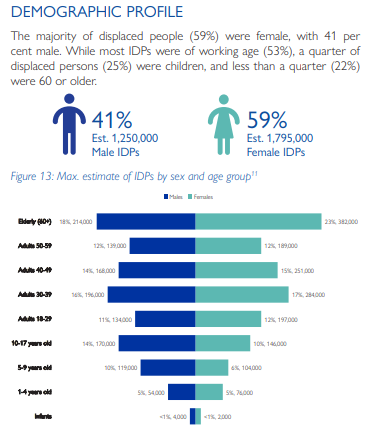 DEMOGRAPHIC PROFILE
The majority of displaced people (59%) were female, with 41 per
cent male. While most IDPs were of working age (53%), a quarter of
displaced persons (25%) were children, and less than a quarter (22%)
were 60 or older.
41%
Est. 1,250,000
Male IDPs
59%
Est. 1,795,000
Female IDPs
Figure 13: Max. estimate of IDPs by sex and age group11
Males Females
Elderly (60+) 18%, 214,000 23%, 382,000
Adults 50-59 12%, 139,000 12%, 189,000
Adults 40-49 14%, 168,000 15%, 251,000
Adults 30-39 16%, 196,000 17%, 284,000
Adults 18-29 11%, 134,000 12%, 197,000
10-17 years old 14%, 170,000 10%, 146,000
5-9 years old 10%, 119,000 6%, 104,000
1-4 years old 5%, 54,000 5%, 76,000
Infants <1%, 4,000 <1%, 2,000